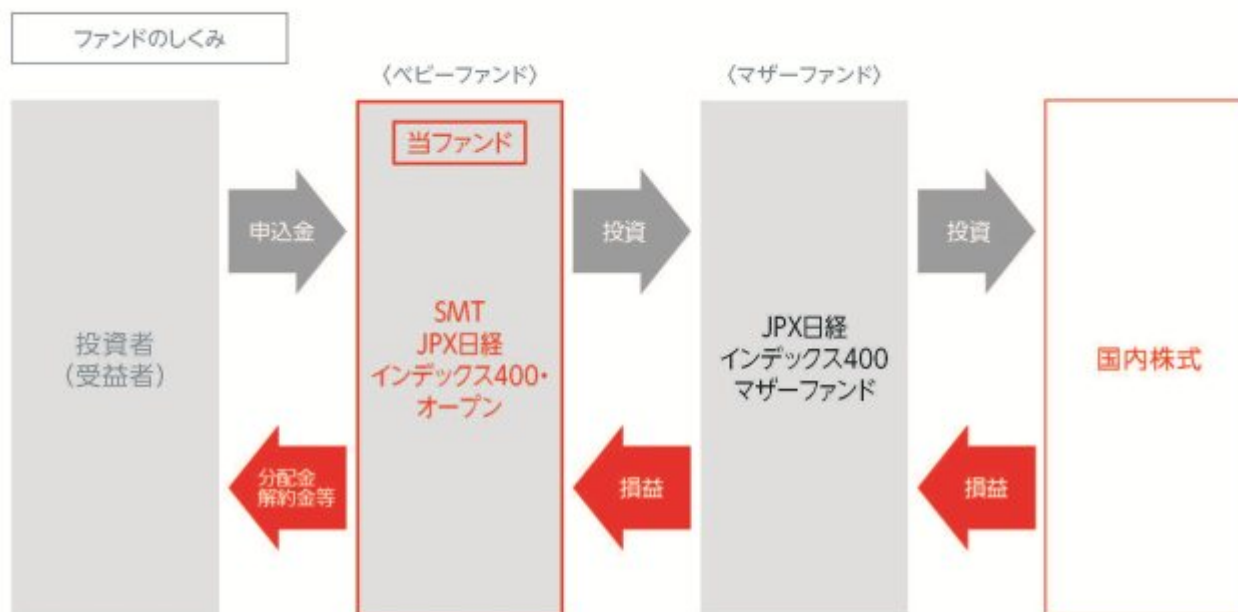 ファンドのしくみ
〈ベビーファンド〉
〈マザーファンド〉
投資者
（受益者）
申込金
分配金
解約金等
当ファンド
SMT
JPX日経
インデックス400・
オープン
投資
損益
JPX日経
インデックス400
マザーファンド
投資
損益
国内株式